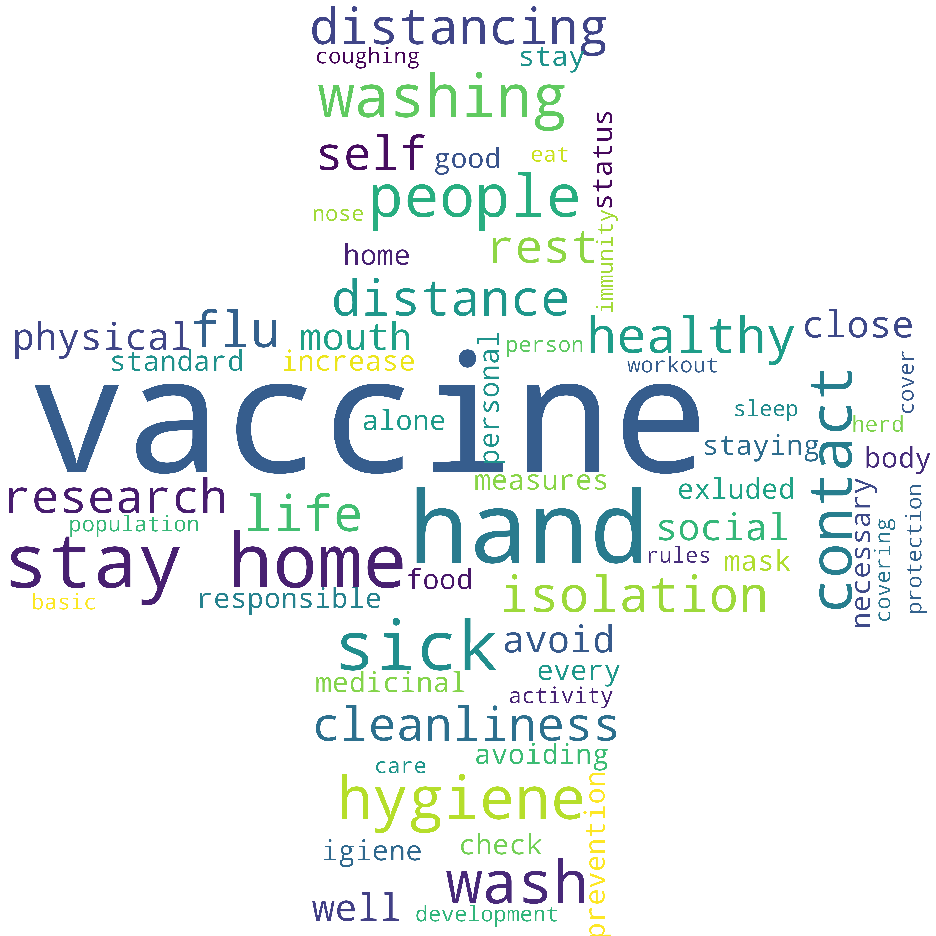 distancing
coughing
stay
washing
self
good
eat
status
people
nose
immunity
rest
home
distance
physical
flu
mouth
healthy
close
standard
increase
personal
person
workout
cover
vaccine
alone
sleep
herd
contact
staying
body
research
life
measures
exluded
necessary
covering
protection
population
hand
social
stay home
food
rules
mask
basic
responsible
isolation
sick
avoid
every
medicinal
activity
cleanliness
avoiding
care
hygiene
prevention
igiene
check
wash
well
development